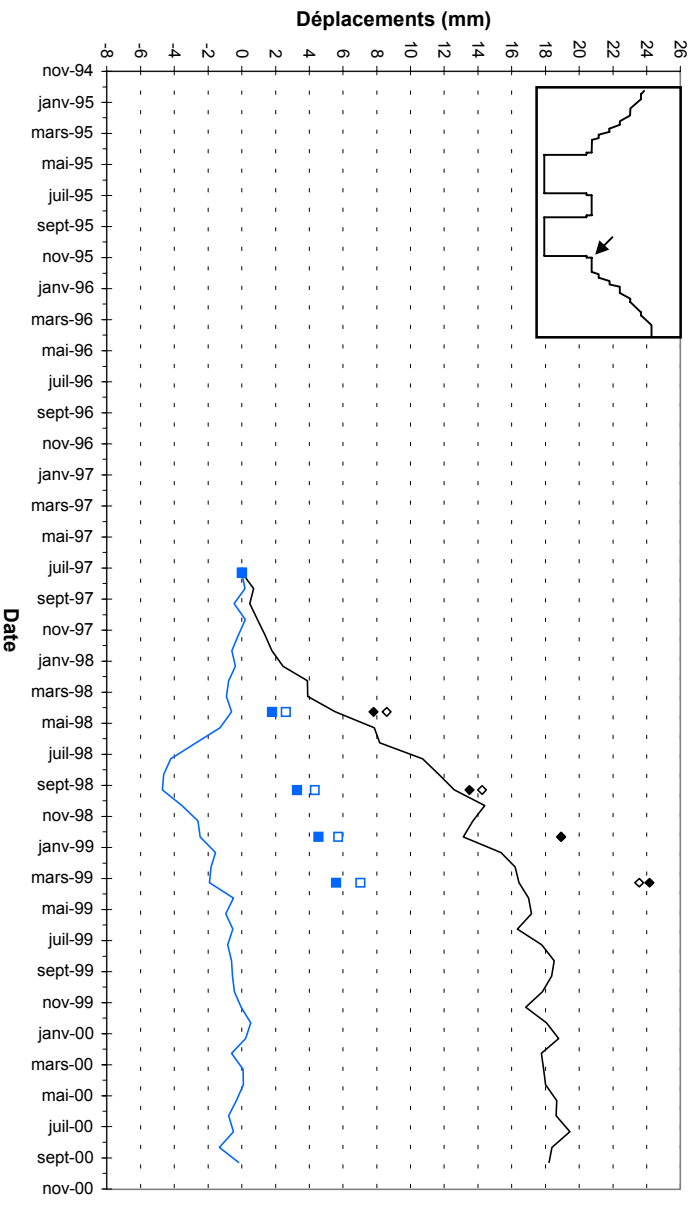 Déplacements (mm)
-8
-6
-4
-2
0
2
4
6
8
10
12
14
16
18
20
22
24
26
nov-94
janv-95
mars-95
mai-95
juil-95
sept-95
nov-95
janv-96
mars-96
mai-96
juil-96
sept-96
nov-96
janv-97
mars-97
mai-97
juil-97
sept-97
nov-97
janv-98
mars-98
mai-98
juil-98
sept-98
nov-98
janv-99
mars-99
mai-99
juil-99
sept-99
nov-99
janv-00
mars-00
mai-00
juil-00
sept-00
nov-00
Date